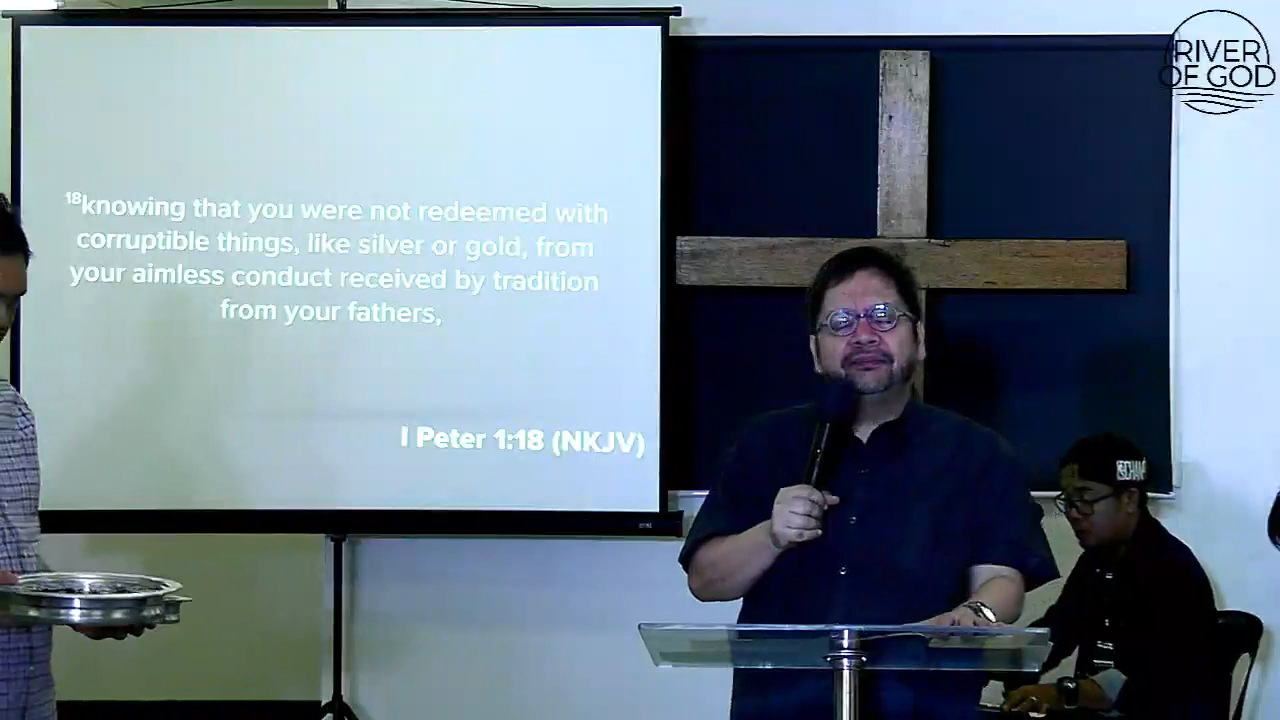 18knowing that you were not redeemed with
corruptible things, like silver or gold, from
your aimless conduct received by tradition
from your fathers,
I Peter 1:18 (NKJV)
RIVER
OF GOD